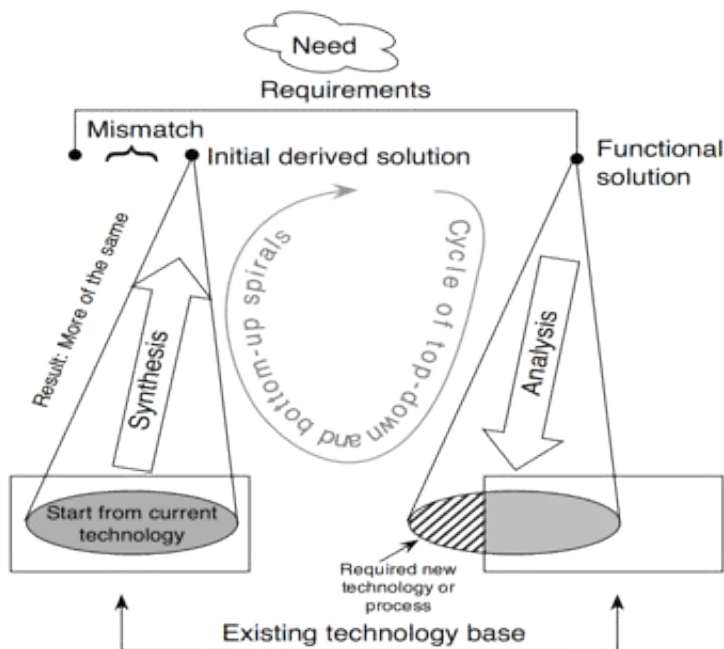 Need
Requirements
Mismatch
Initial derived solution
Functional
solution
Result: More of the same
Synthesis
Cycle of top-down and bottom-up spirals
Analysis
Start from current
technology
Required new
technology or
process
Existing technology base